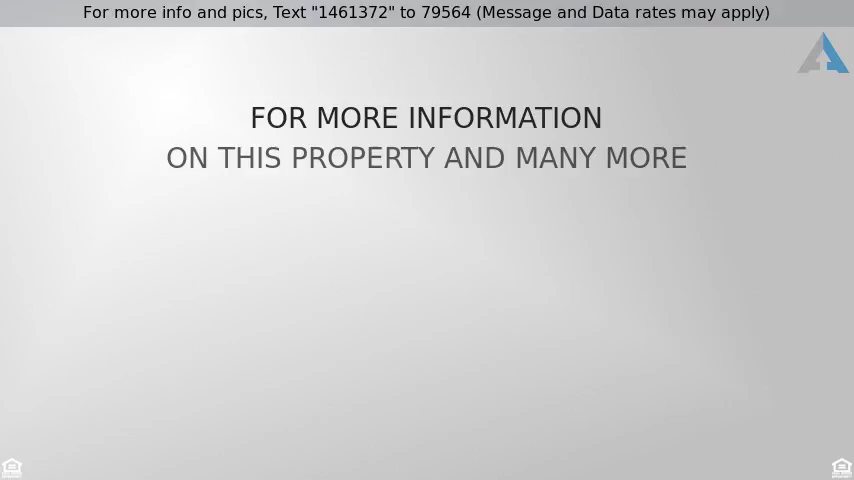 For more info and pics, Text "1461372" to 79564 (Message and Data rates may apply)
FOR MORE INFORMATION
ON THIS PROPERTY AND MANY MORE